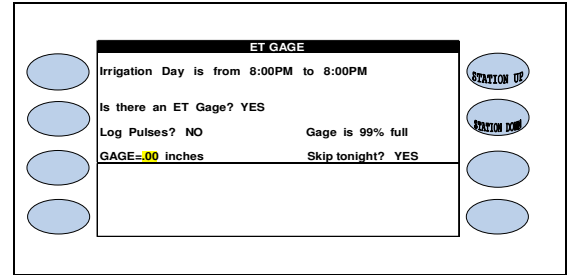 ET GAGE
Irrigation Day is from 8:00PM to 8:00PM
STATION UP
Is there an ET Gage? YES
STATION DOWN
Log Pulses? NO Gage is 99% full
GAGE=.00 inches Skip tonight? YES